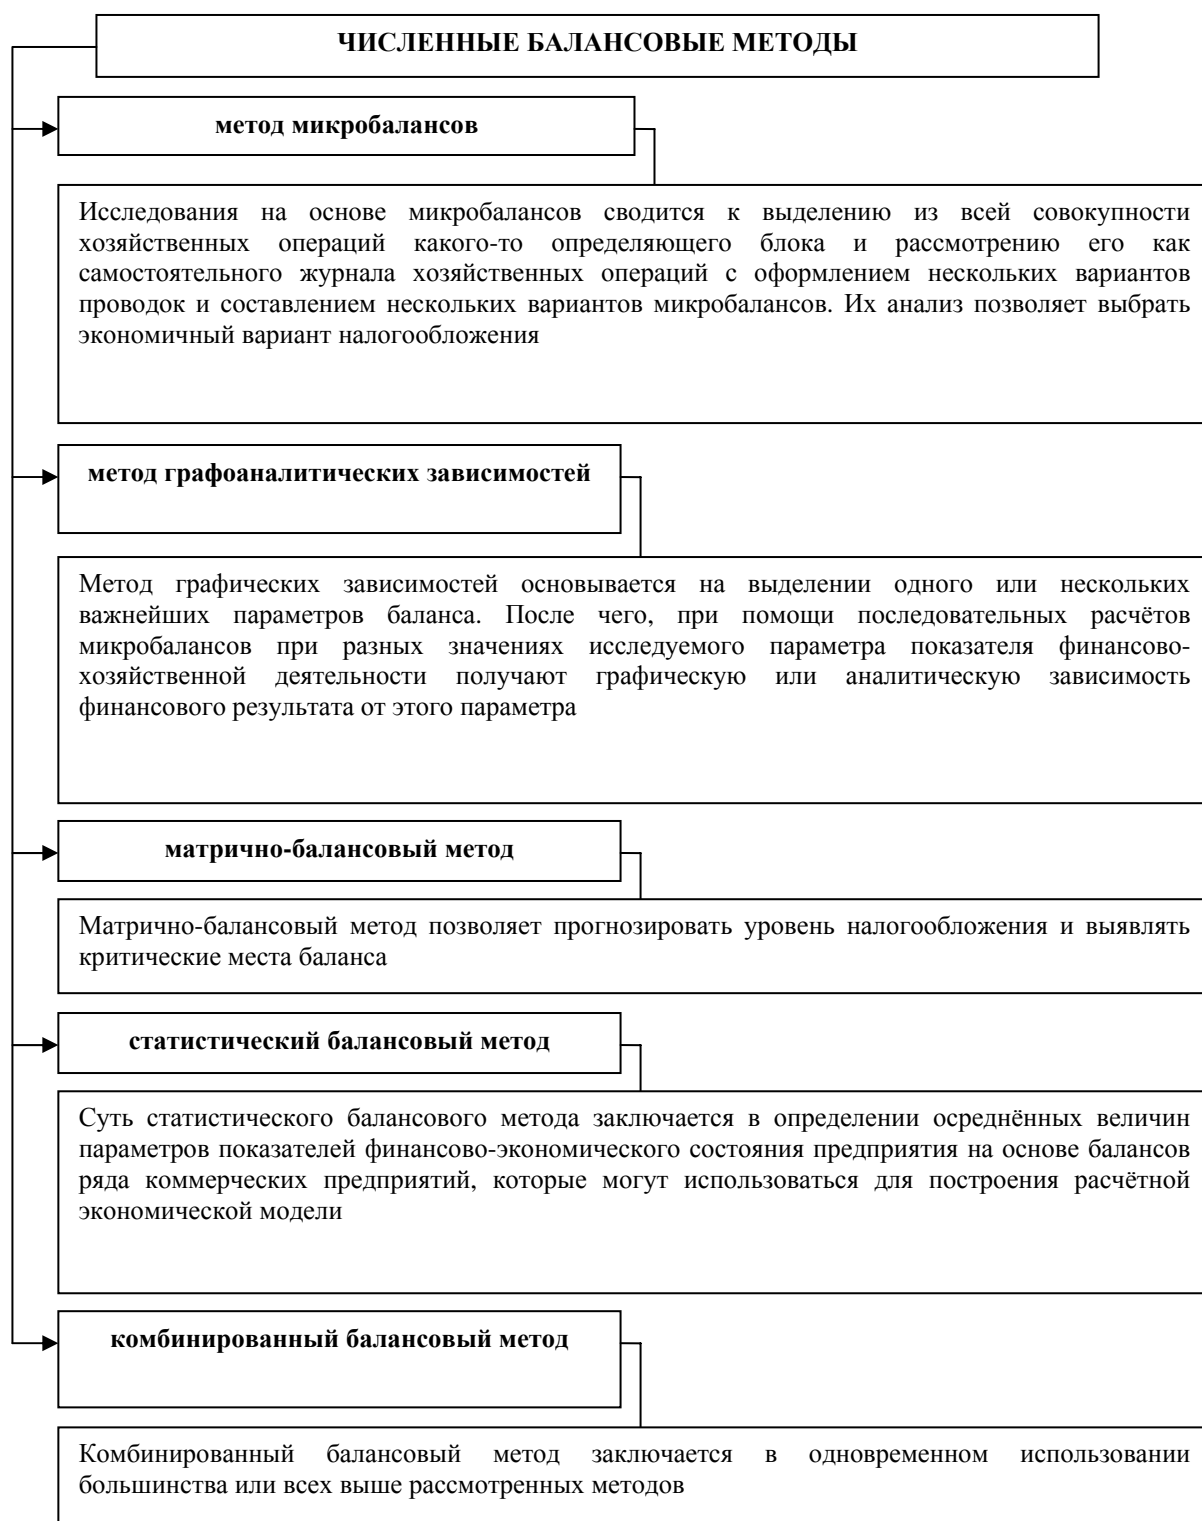 ЧИСЛЕННЫЕ БАЛАНСОВЫЕ МЕТОДЫ
метод микробалансов
Исследования на основе микробалансов сводится к выделению из всей совокупности
хозяйственных операций какого-то определяющего блока и рассмотрению его как
самостоятельного журнала хозяйственных операций с оформлением нескольких вариантов
проводок и составлением нескольких вариантов микробалансов. Их анализ позволяет выбрать
экономичный вариант налогообложения
метод графоаналитических зависимостей
Метод графических зависимостей основывается на выделении одного или нескольких
важнейших параметров баланса. После чего, при помощи последовательных расчётов
микробалансов при разных значениях исследуемого параметра показателя финансово-
хозяйственной деятельности получают графическую или аналитическую зависимость
финансового результата от этого параметра
матрично-балансовый метод
Матрично-балансовый метод позволяет прогнозировать уровень налогообложения и выявлять
критические места баланса
статистический балансовый метод
Суть статистического балансового метода заключается в определении осреднённых величин
параметров показателей финансово-экономического состояния предприятия на основе балансов
ряда коммерческих предприятий, которые могут использоваться для построения расчётной
экономической модели
комбинированный балансовый метод
Комбинированный балансовый метод заключается в одновременном использовании
большинства или всех выше рассмотренных методов